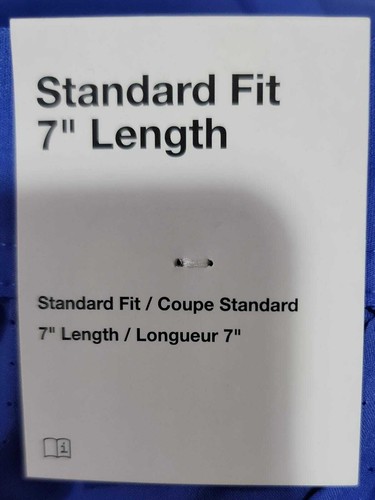 Standard Fit
7" Length
Standard Fit / Coupe Standard
7" Length / Longueur 7"
i